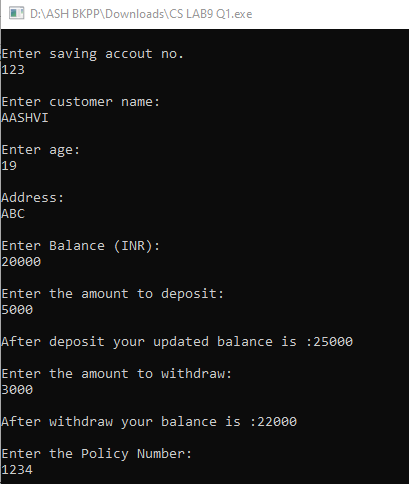 D:\ASH BKPP\Downloads\CS LAB9 Q1.exe
Enter saving accout no.
123
Enter customer name:
AASHVI
Enter age:
19
Address:
ABC
Enter Balance (INR):
20000
Enter the amount to deposit:
5000
After deposit your updated balance is :25000
Enter the amount to withdraw:
3000
After withdraw your balance is :22000
Enter the Policy Number:
1234